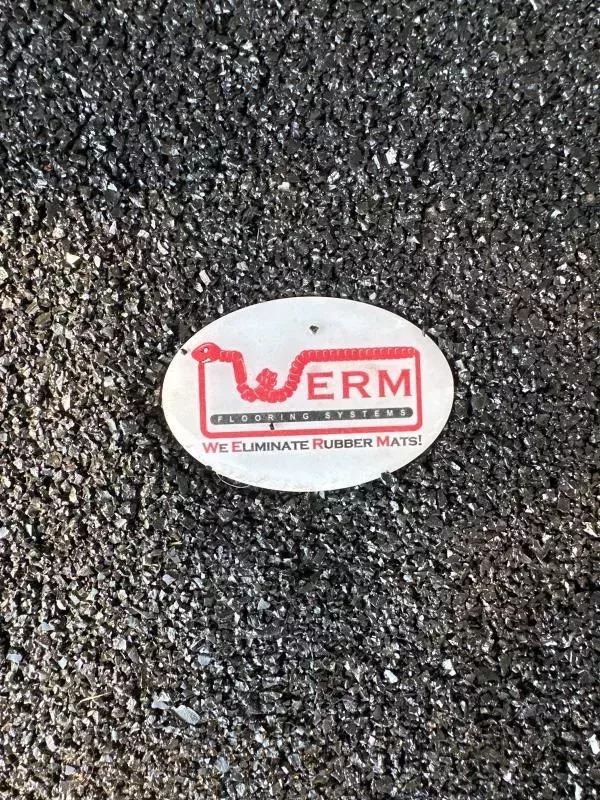 WERM
FLOORING SYSTEMS
WE ELIMINATE RUBBER MATS!